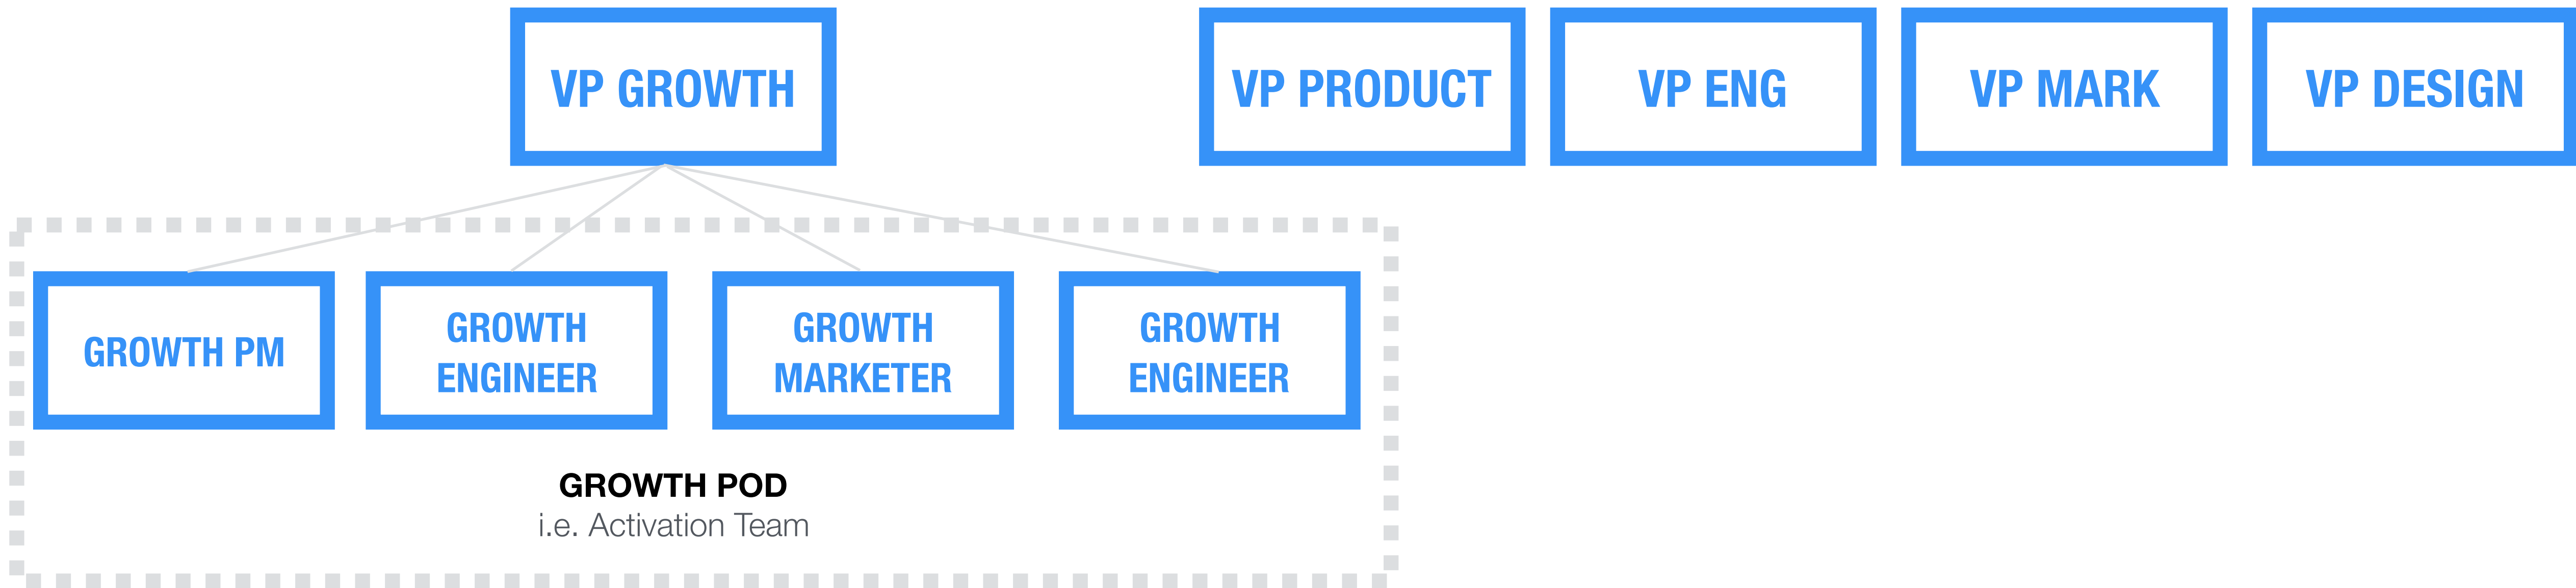 VP GROWTH
VP PRODUCT
VP ENG
VP MARK
VP DESIGN
GROWTH PM
GROWTH
ENGINEER
GROWTH
MARKETER
GROWTH
ENGINEER
GROWTH POD
i.e. Activation Team